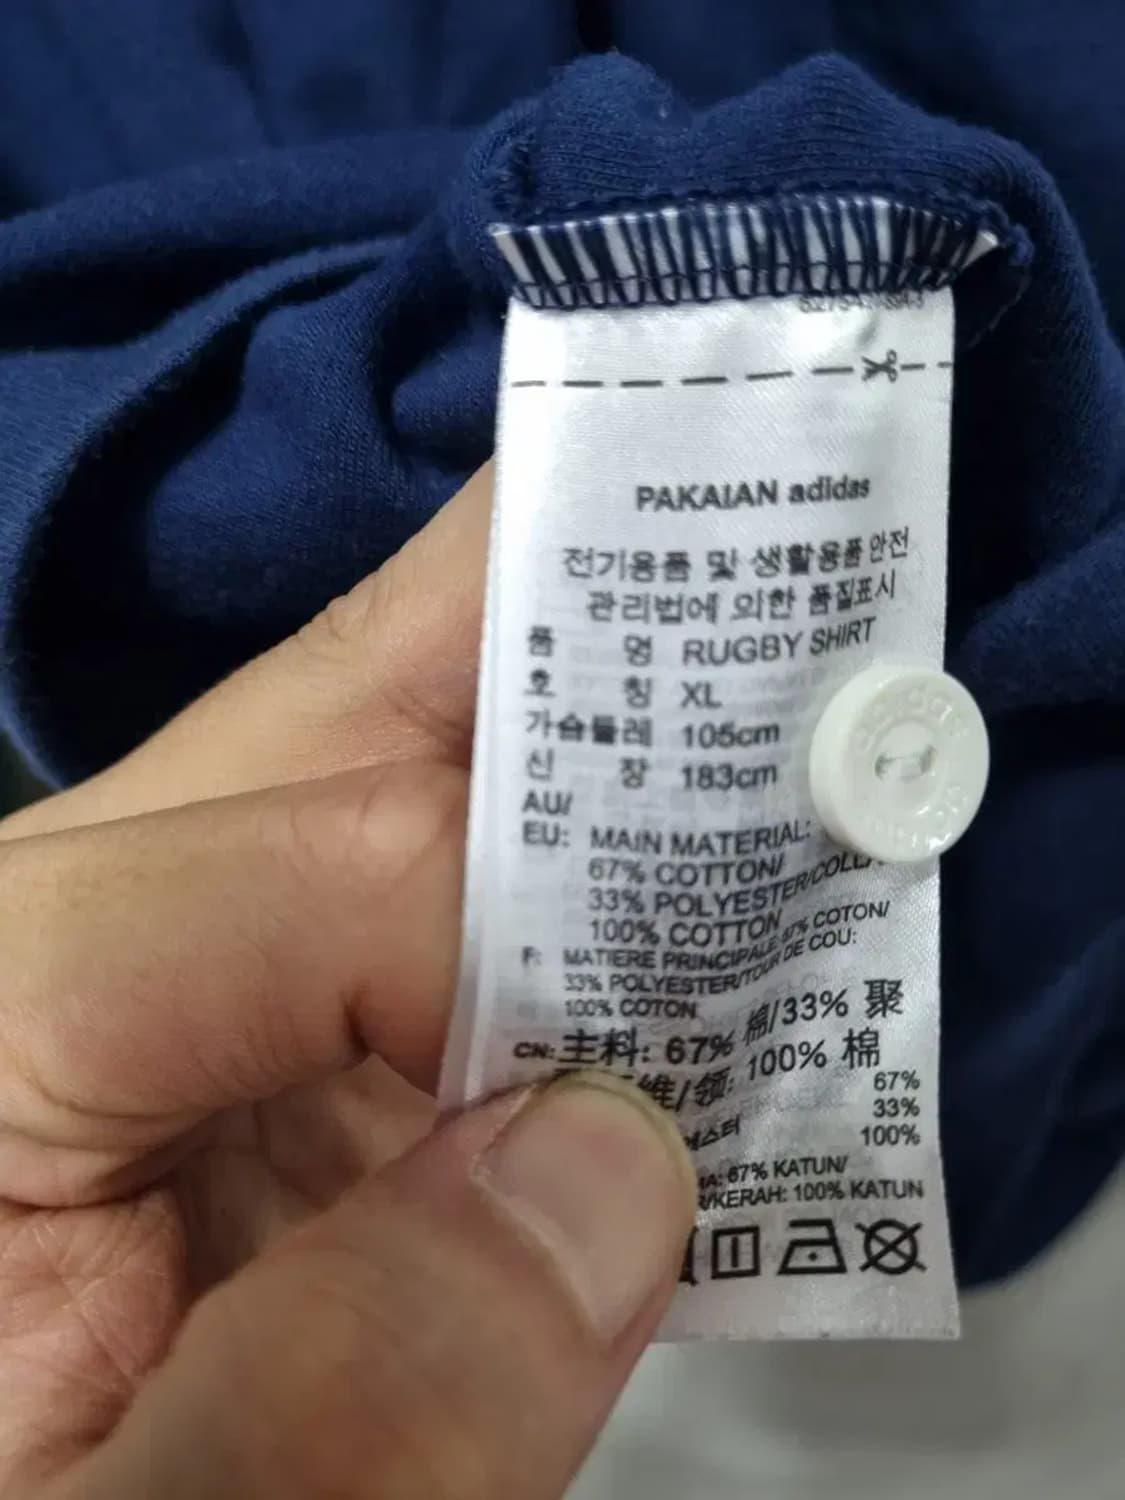 PAKAIAN adidas
전기용품 및 생활용품안전
관리법에 의한 품질표시
품 명 RUGBY SHIRT
호 칭 XL
가슴둘레 105cm
신 장 183cm
AU/
EU: MAIN MATERIAL:
67% COTTON/
33% POLYESTER/
100% COTTON
F: MATIERE PRINCIPALE: 67% COTON/
33% POLYESTER/TOUR DE COU:
100% COTON
CN: 主料: 67% 棉/33% 聚
维/领: 100% 棉
67%
33%
100%
67% KATUN/
KERAH: 100% KATUN
adidas